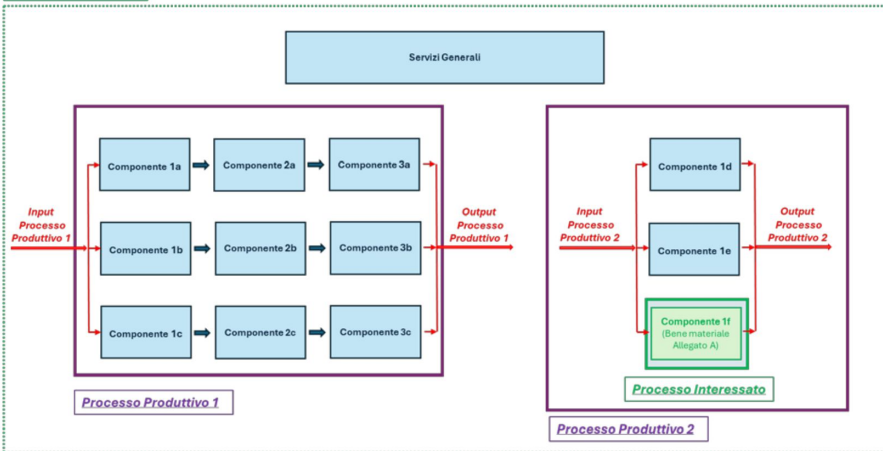 Servizi Generali
Componente 1a
Componente 2a
Componente 3a
Componente 1d
Input
Processo
Produttivo 1
Output
Processo
Produttivo 1
Input
Processo
Produttivo 2
Output
Processo
Produttivo 2
Componente 1b
Componente 2b
Componente 3b
Componente 1e
Componente 1c
Componente 2c
Componente 3c
Componente 1f
(Bene materiale
Allegato A)
Processo Interessato
Processo Produttivo 1
Processo Produttivo 2